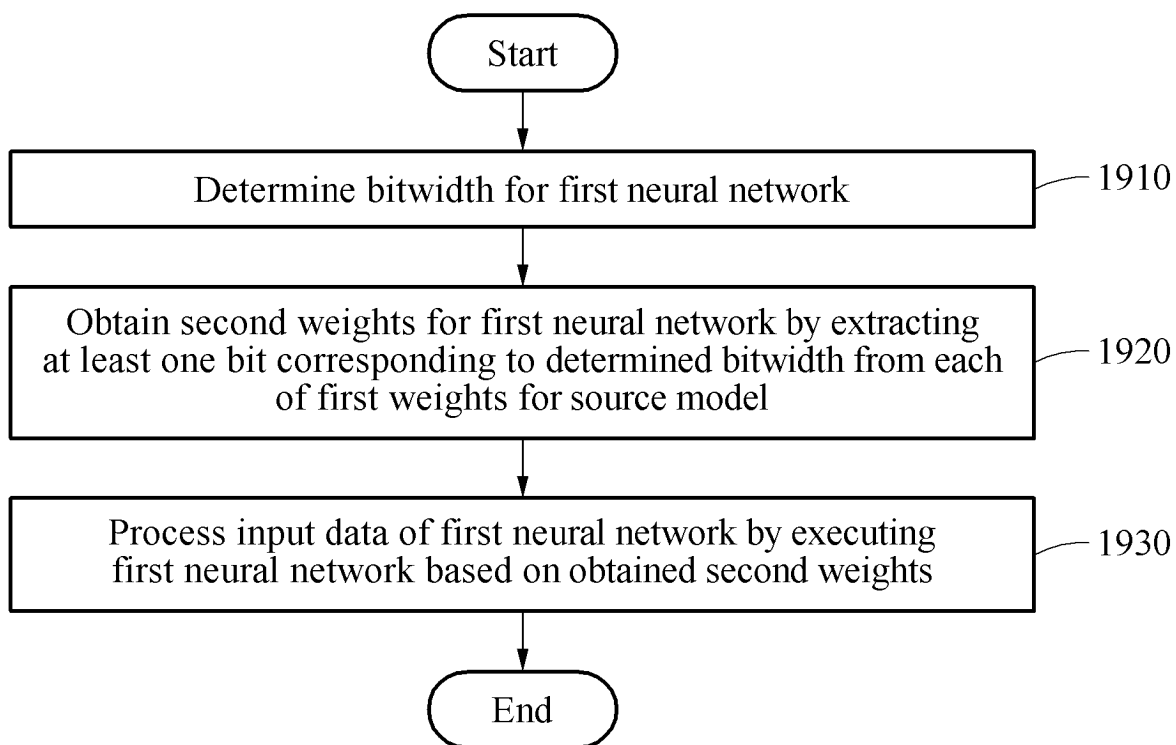 Start
Determine bitwidth for first neural network
1910
Obtain second weights for first neural network by extracting
at least one bit corresponding to determined bitwidth from each
of first weights for source model
1920
Process input data of first neural network by executing
first neural network based on obtained second weights
1930
End